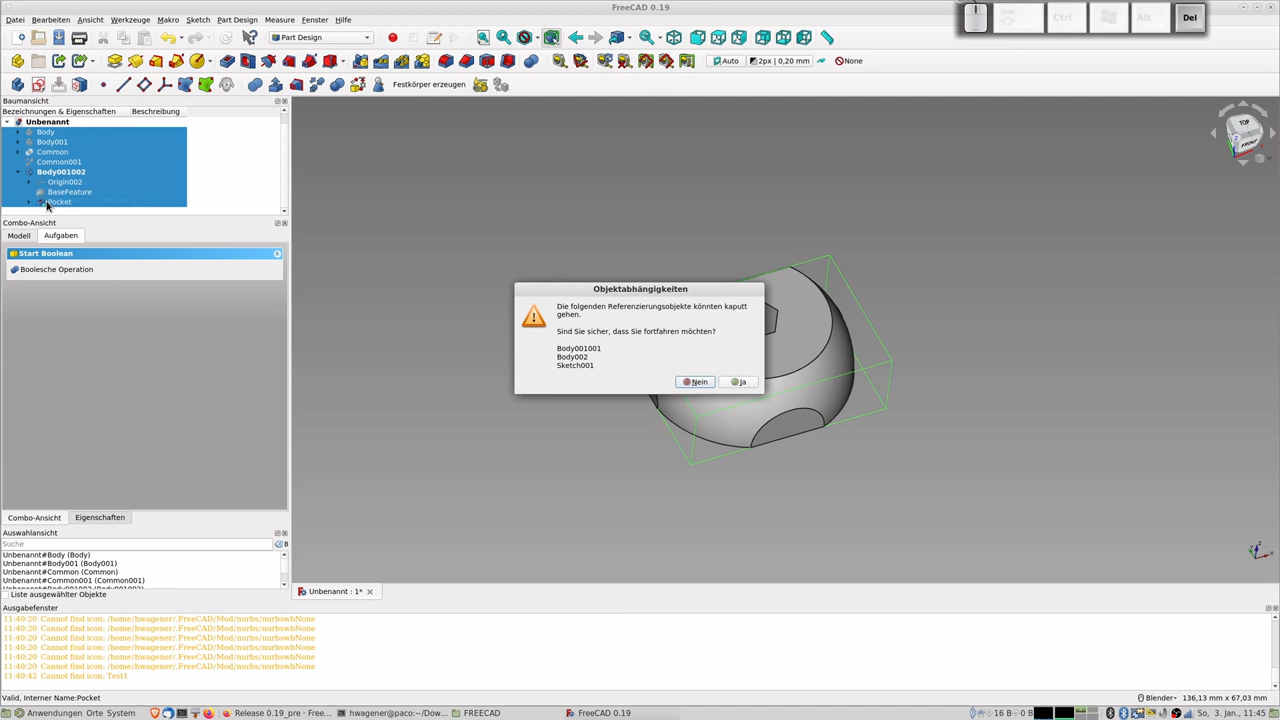 FreeCAD 0.19
Datei Bearbeiten Ansicht Werkzeuge Makro Sketch Part Design Measure Fenster Hilfe
Ctrl Alt Del
Part Design
Auto 2px | 0,20 mm None
Festkörper erzeugen
Baumansicht
Bezeichnungen & Eigenschaften Beschreibung
Unbenannt
Body
Body001
Common
Common001
Body001002
Origin002
BaseFeature
Pocket
Combo-Ansicht
Modell Aufgaben
Start Boolean
Boolesche Operation
TOP
FRONT
Objektabhängigkeiten
Die folgenden Referenzierungsobjekte könnten kaputt
gehen.
Sind Sie sicher, dass Sie fortfahren möchten?
Body001001
Body002
Sketch001
Nein Ja
Combo-Ansicht Eigenschaften
Auswahlansicht
Suche 8
Unbenannt#Body (Body)
Unbenannt#Body001 (Body001)
Unbenannt#Common (Common)
Unbenannt#Common001 (Common001)
Liste ausgewählter Objekte
Unbenannt : 1*
Ausgabefenster
11:40:20 Cannot find icon: /home/hwagener/.FreeCAD/Mod/nurbs/nurbswbNone
11:40:20 Cannot find icon: /home/hwagener/.FreeCAD/Mod/nurbs/nurbswbNone
11:40:20 Cannot find icon: /home/hwagener/.FreeCAD/Mod/nurbs/nurbswbNone
11:40:20 Cannot find icon: /home/hwagener/.FreeCAD/Mod/nurbs/nurbswbNone
11:40:20 Cannot find icon: /home/hwagener/.FreeCAD/Mod/nurbs/nurbswbNone
11:40:20 Cannot find icon: /home/hwagener/.FreeCAD/Mod/nurbs/nurbswbNone
11:40:42 Cannot find icon: Test1
Valid, Interner Name:Pocket
Blender 136,13 mm x 67,03 mm
Anwendungen Orte System Release 0.19_pre · Free... hwagener@paco:~/Dow... FREECAD FreeCAD 0.19 16 B 0 B So, 3. Jan., 11:45